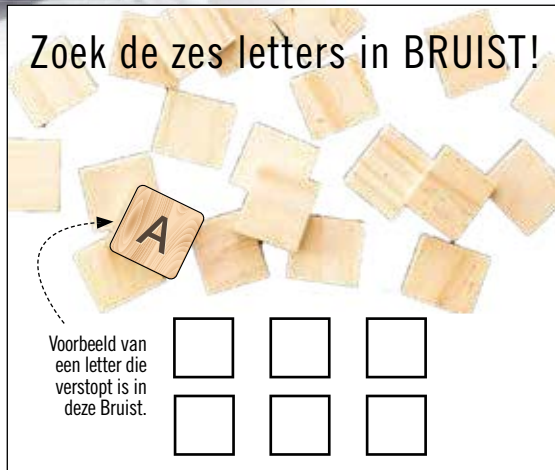 Zoek de zes letters in BRUIST!
A
Voorbeeld van
een letter die
verstopt is in
deze Bruist.